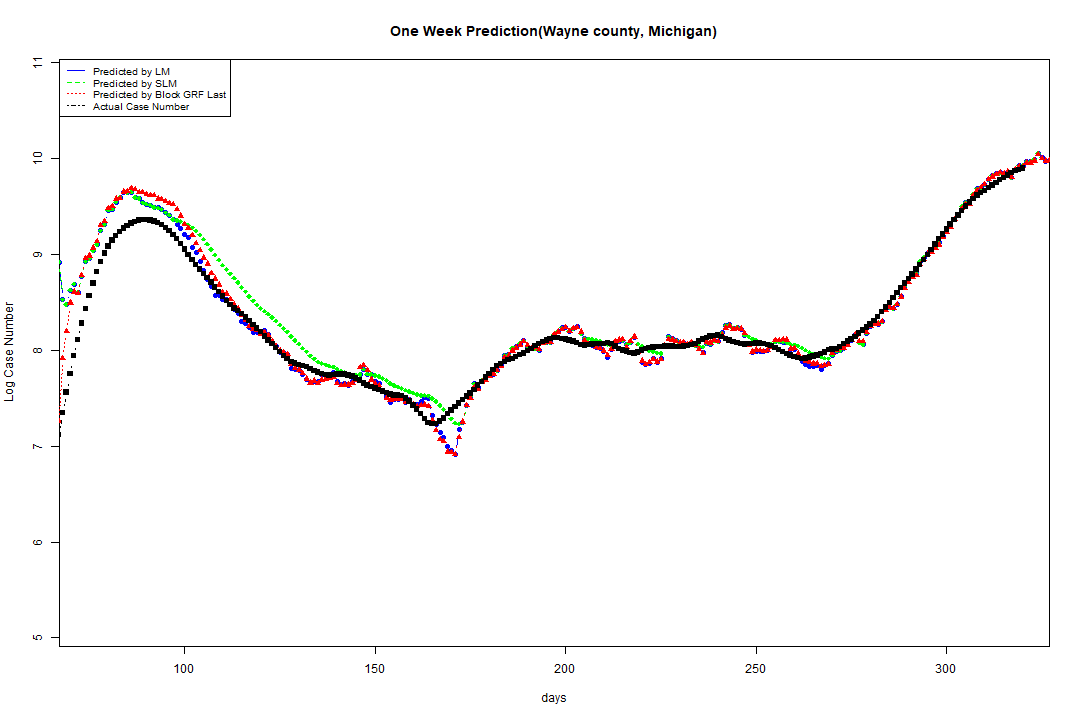 One Week Prediction(Wayne county, Michigan)
Predicted by LM
Predicted by SLM
Predicted by Block GRF Last
Actual Case Number
11
10
9
8
7
6
5
Log Case Number
100 150 200 250 300
days